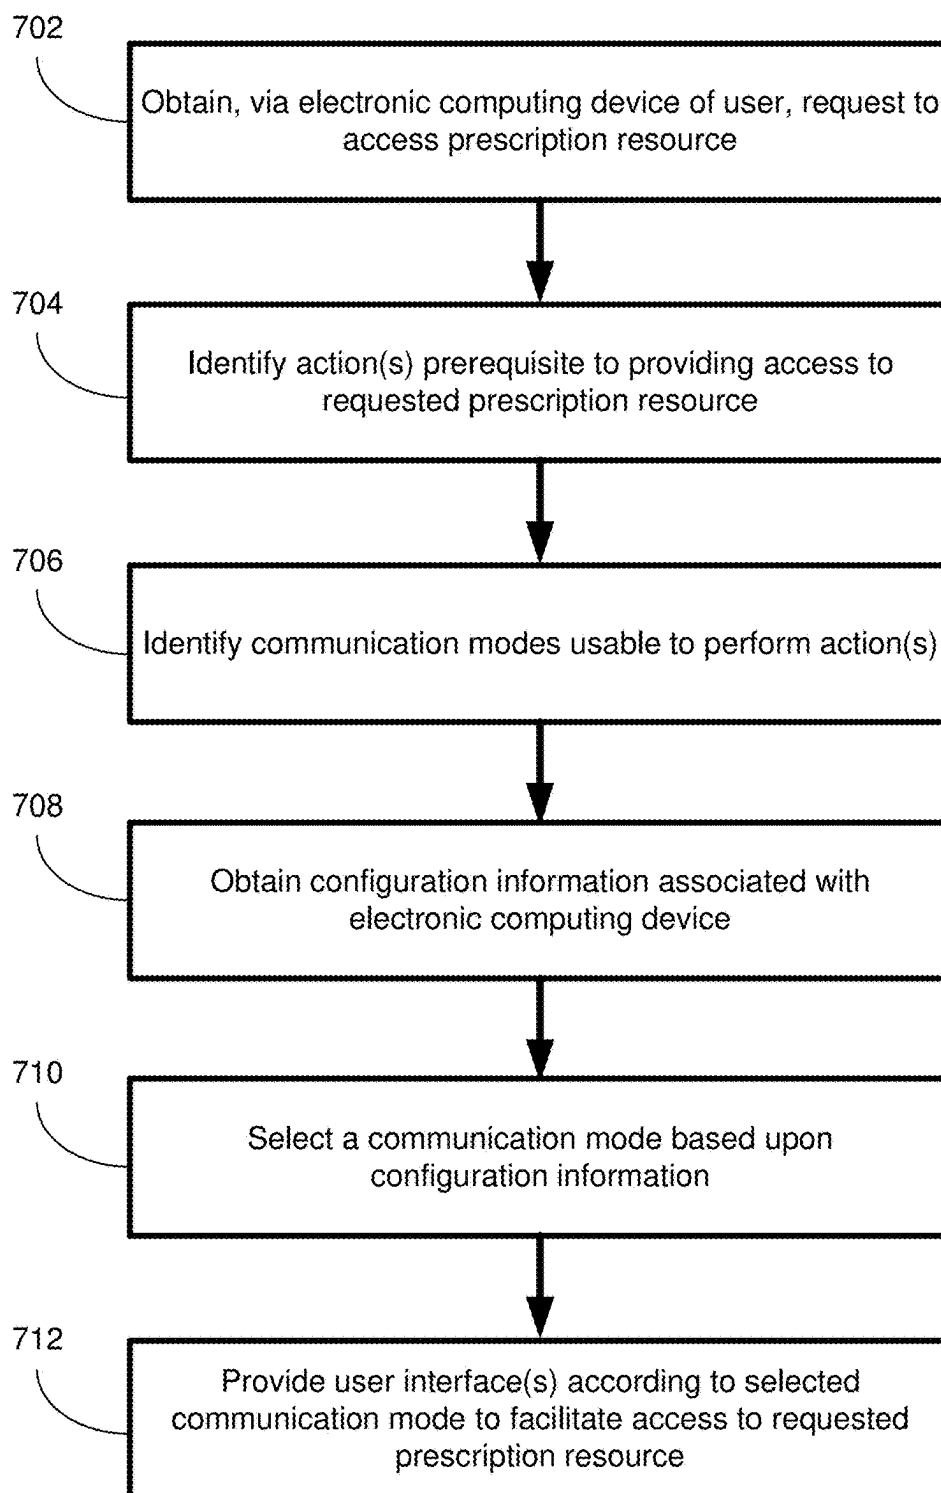 702
Obtain, via electronic computing device of user, request to
access prescription resource
704
Identify action(s) prerequisite to providing access to
requested prescription resource
706
Identify communication modes usable to perform action(s)
708
Obtain configuration information associated with
electronic computing device
710
Select a communication mode based upon
configuration information
712
Provide user interface(s) according to selected
communication mode to facilitate access to requested
prescription resource